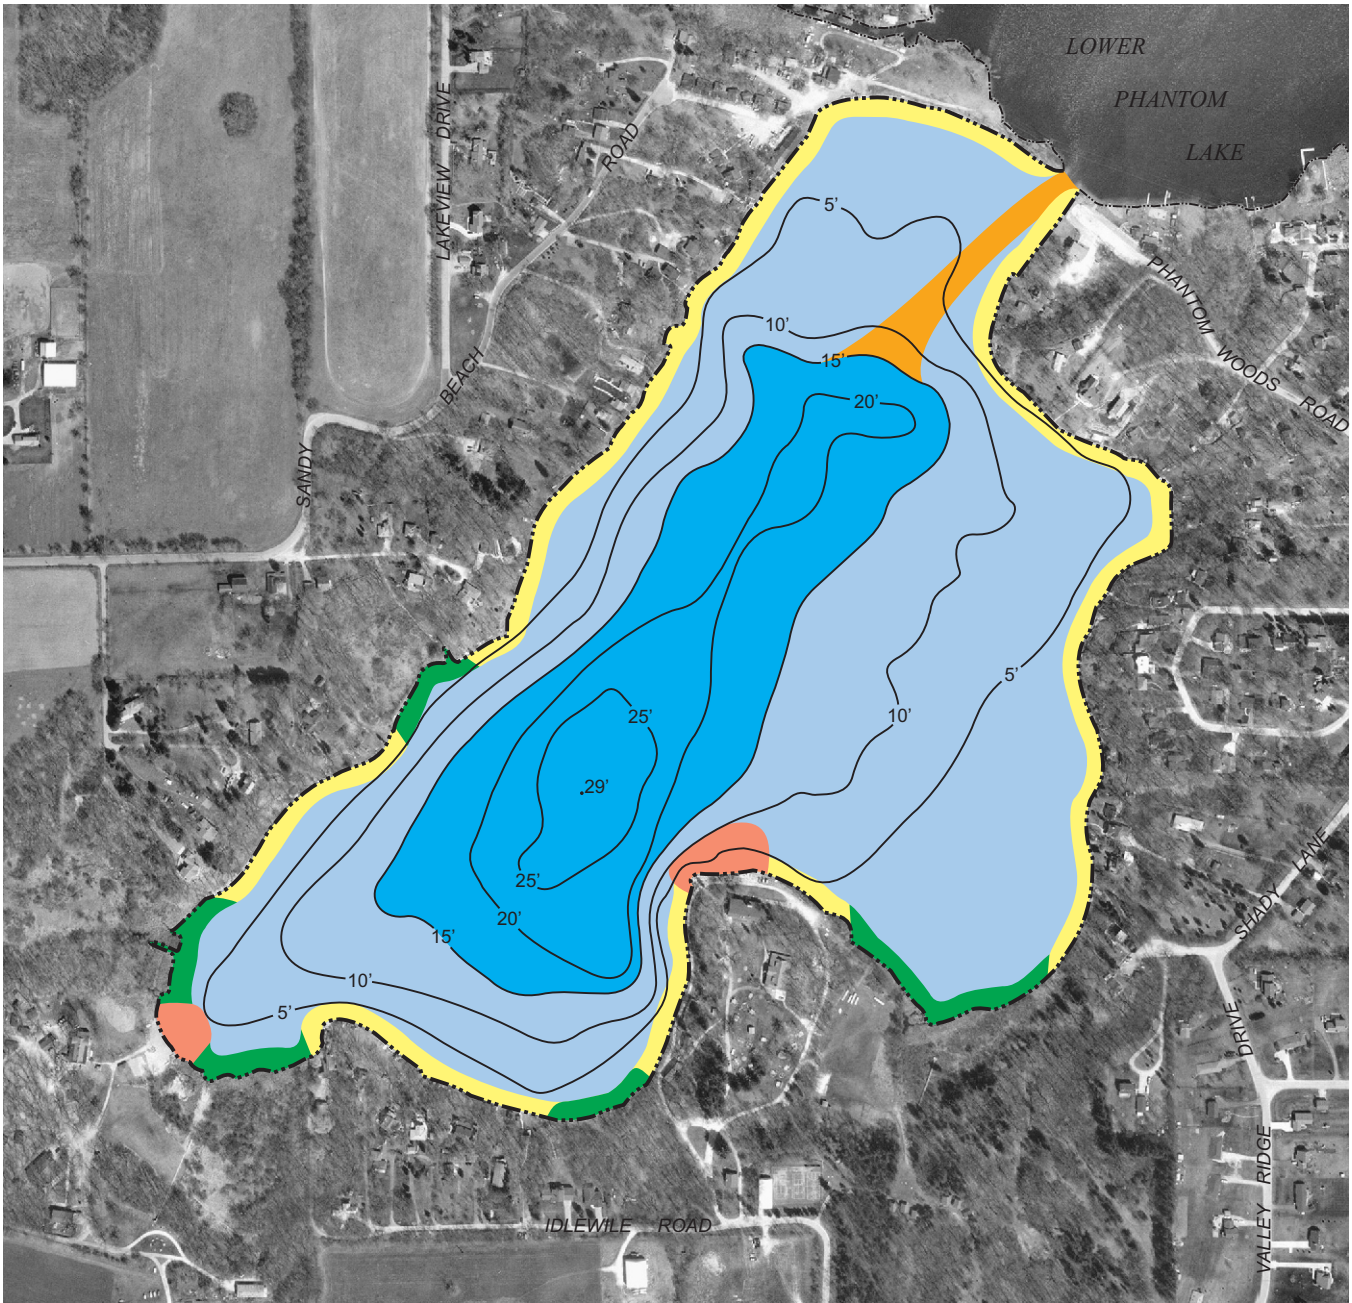 LOWER
PHANTOM
LAKE
LAKEVIEW DRIVE
ROAD
5'
PHANTOM WOODS ROAD
10'
15'
BEACH
20'
SANDY
5'
25'
10'
29'
SHADY LANE
25'
20'
15'
10'
5'
DRIVE
VALLEY RIDGE
IDLEWILE ROAD